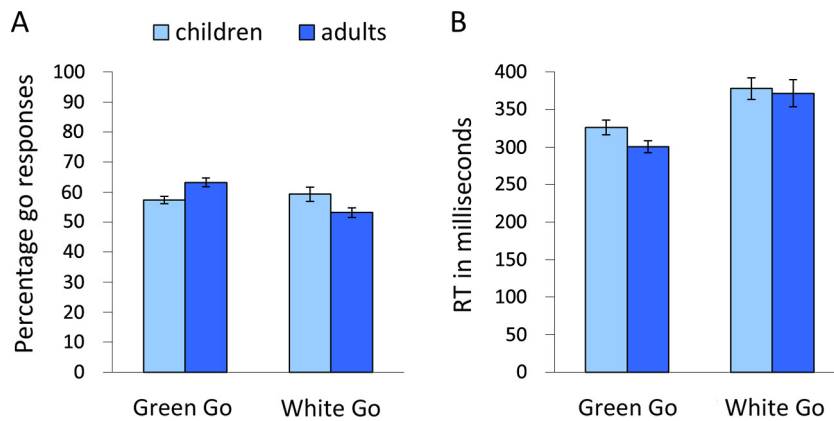 A
children
adults
Percentage go responses
100
90
80
70
60
50
40
30
20
10
0
Green Go
White Go
B
RT in milliseconds
400
350
300
250
200
150
100
50
0
Green Go
White Go